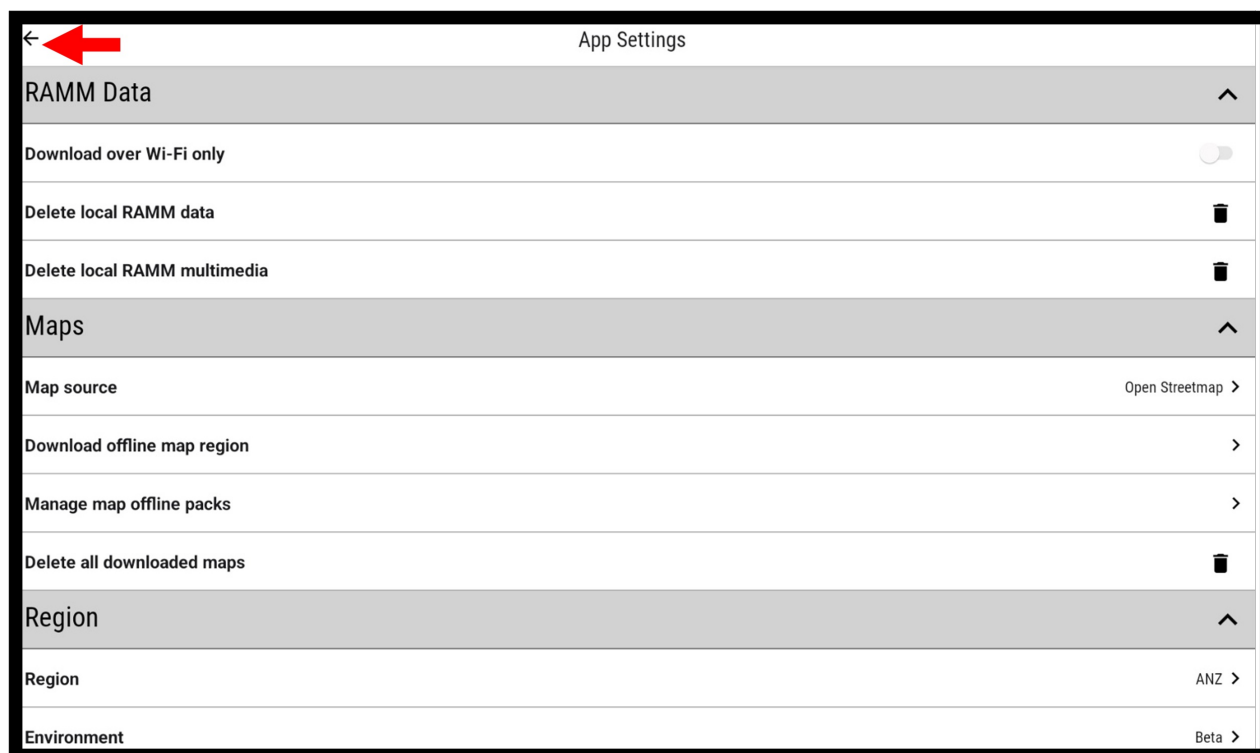 App Settings
RAMM Data
Download over Wi-Fi only
Delete local RAMM data
Delete local RAMM multimedia
Maps
Map source Open Streetmap
Download offline map region
Manage map offline packs
Delete all downloaded maps
Region
Region ANZ
Environment Beta